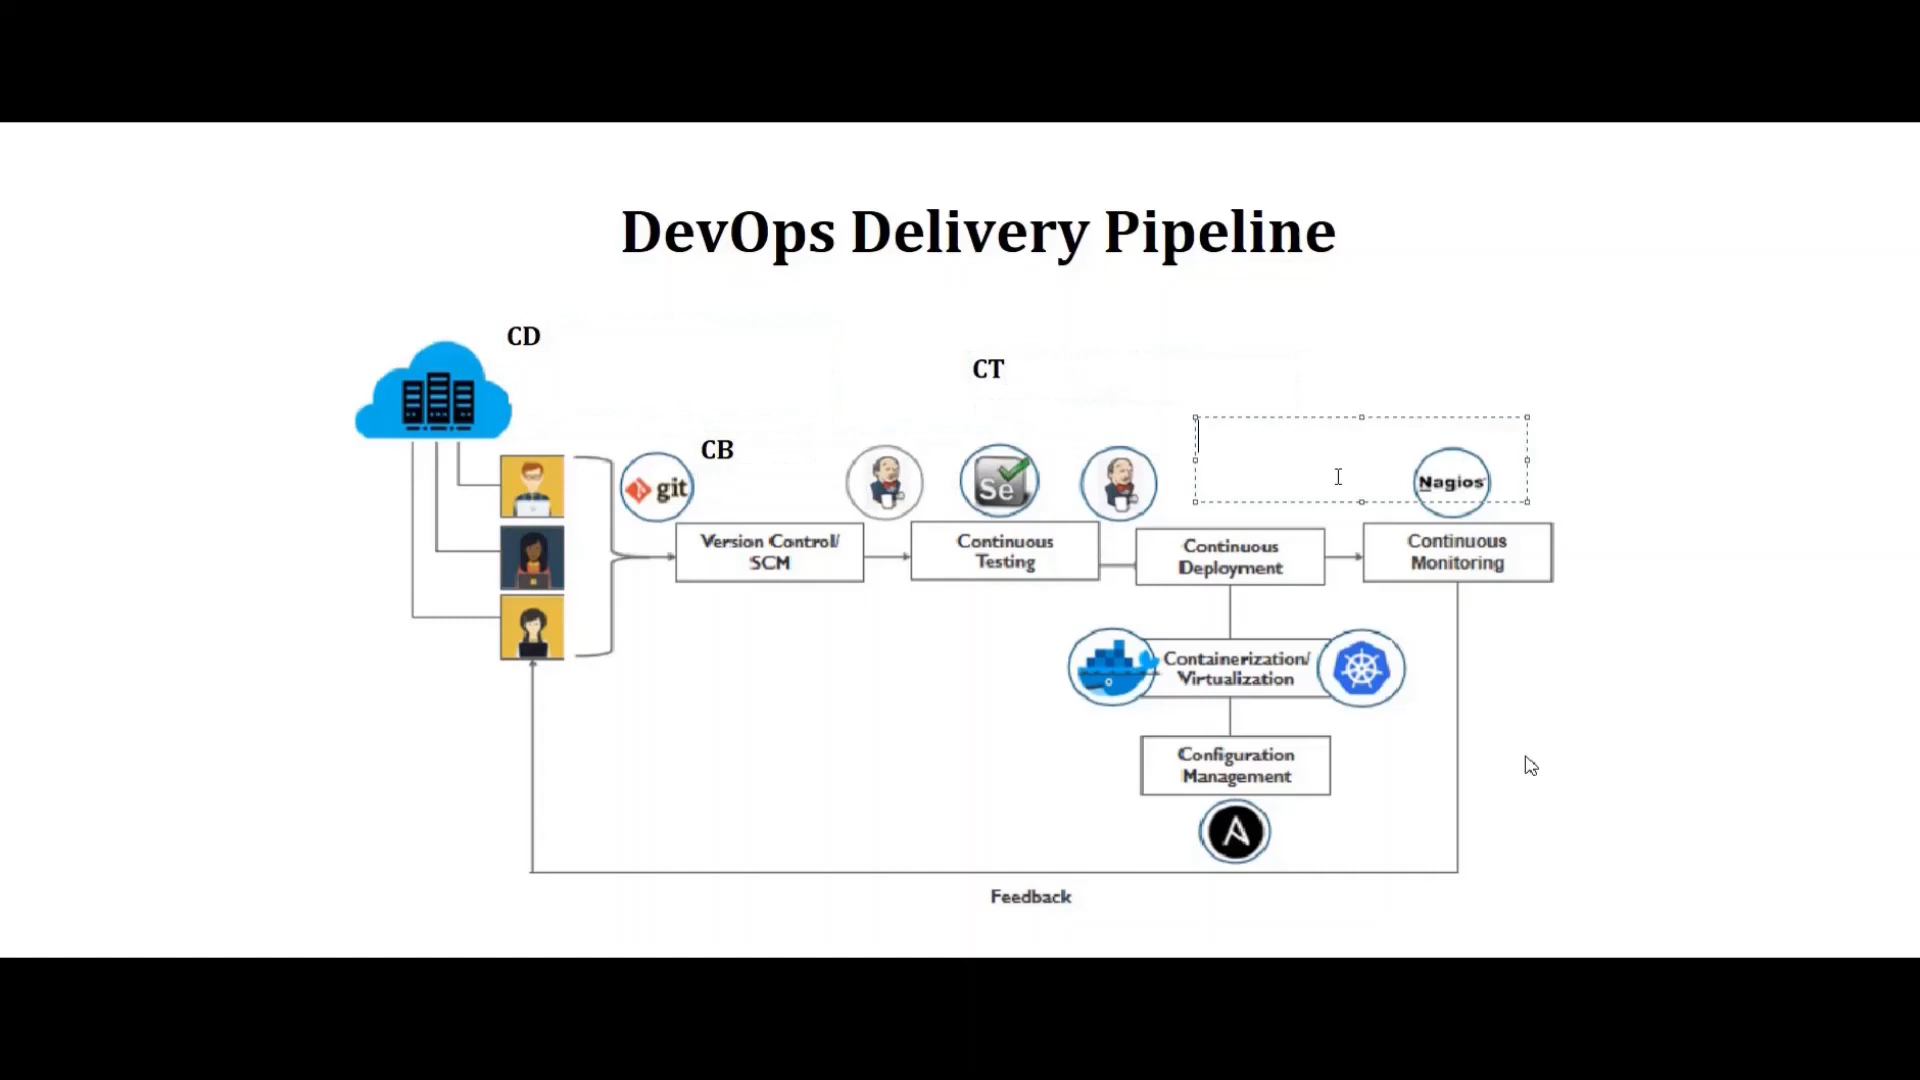 DevOps Delivery Pipeline
CD
CT
CB
git
Se
Nagios
Version Control/
SCM
Continuous
Testing
Continuous
Deployment
Continuous
Monitoring
Containerization/
Virtualization
Configuration
Management
A
Feedback